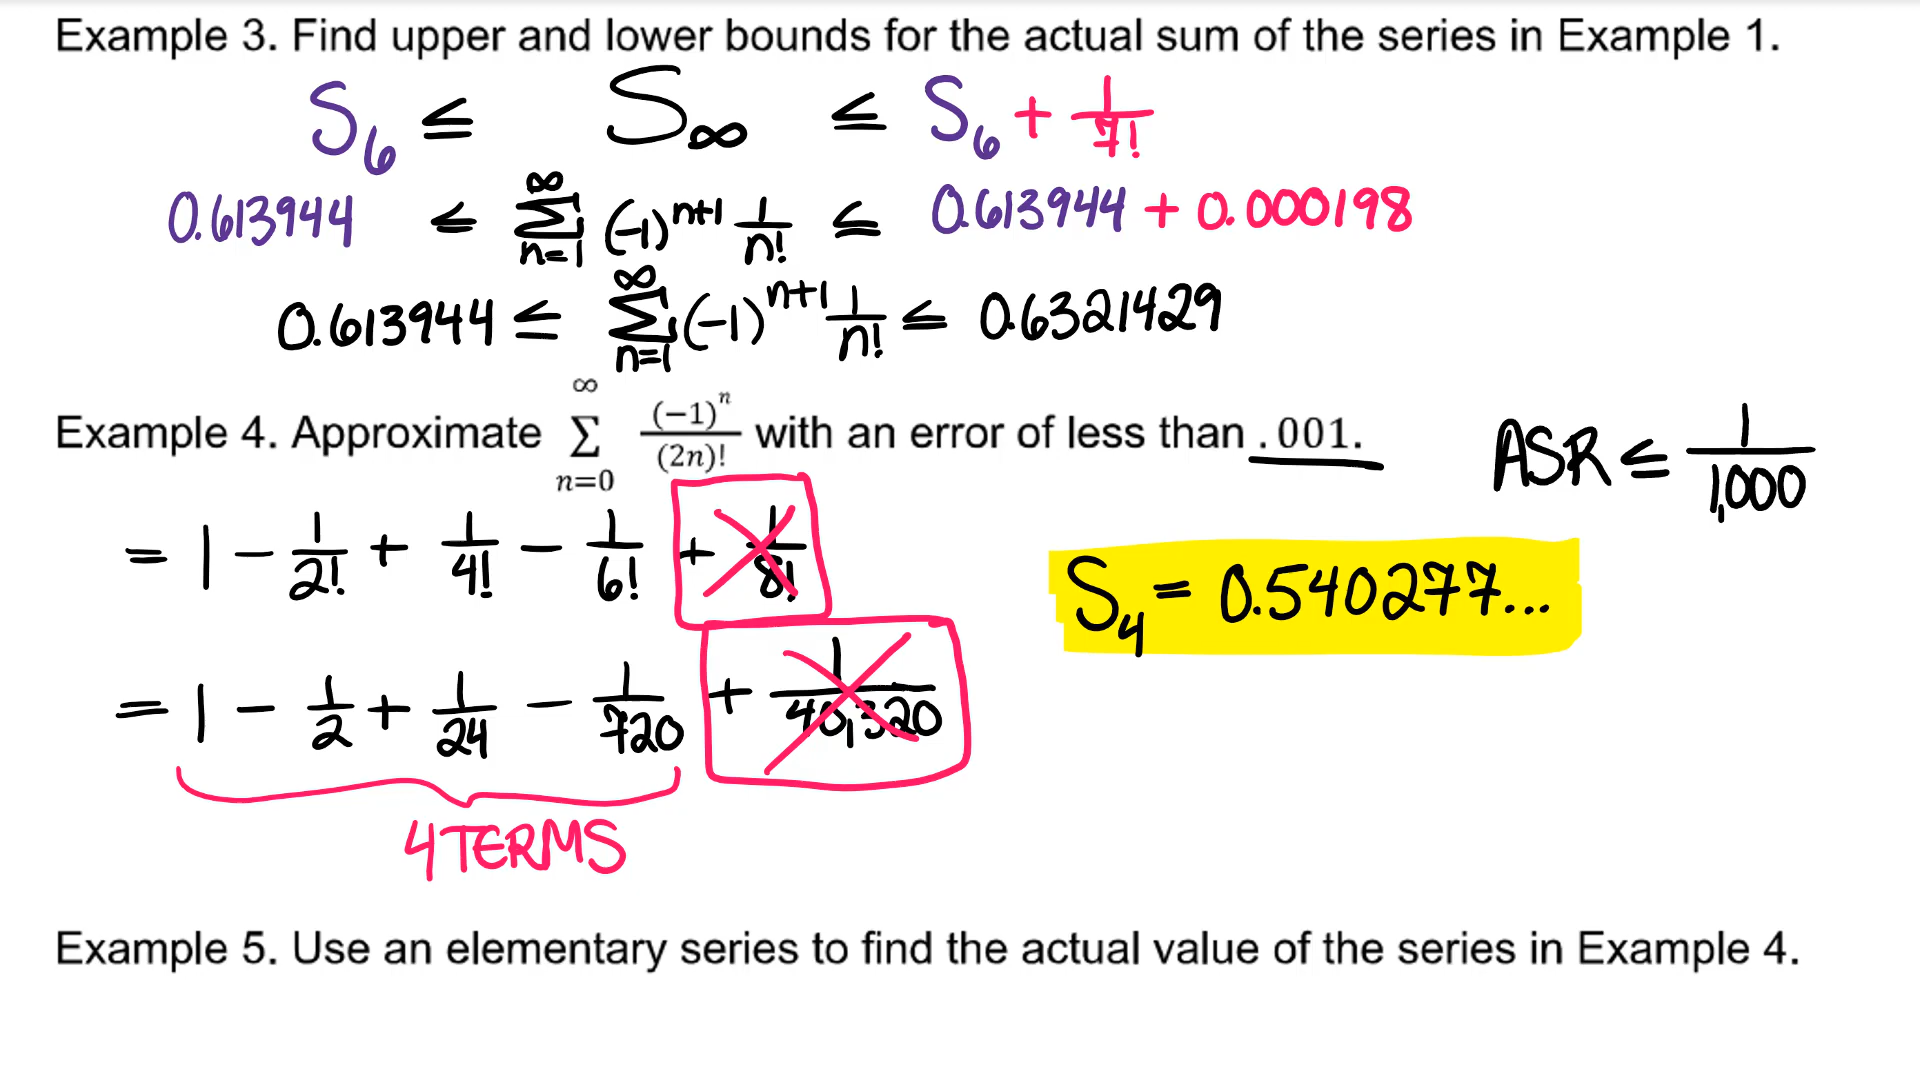 Example 3. Find upper and lower bounds for the actual sum of the series in Example 1.
S₆ ≤ S∞ ≤ S₆ + 1/7!
0.613944 ≤ ∑_{n=1}^{∞} (-1)^{n+1} 1/n! ≤ 0.613944 + 0.000198
0.613944 ≤ ∑_{n=1}^{∞} (-1)^{n+1} 1/n! ≤ 0.6321429
Example 4. Approximate ∑_{n=0}^{∞} (−1)^n/(2n)! with an error of less than .001.
ASR ≤ 1/1,000
= 1 - 1/2! + 1/4! - 1/6! + 1/8!
S₄ = 0.540277...
= 1 - 1/2 + 1/24 - 1/720 + 1/40,320
4 TERMS
Example 5. Use an elementary series to find the actual value of the series in Example 4.